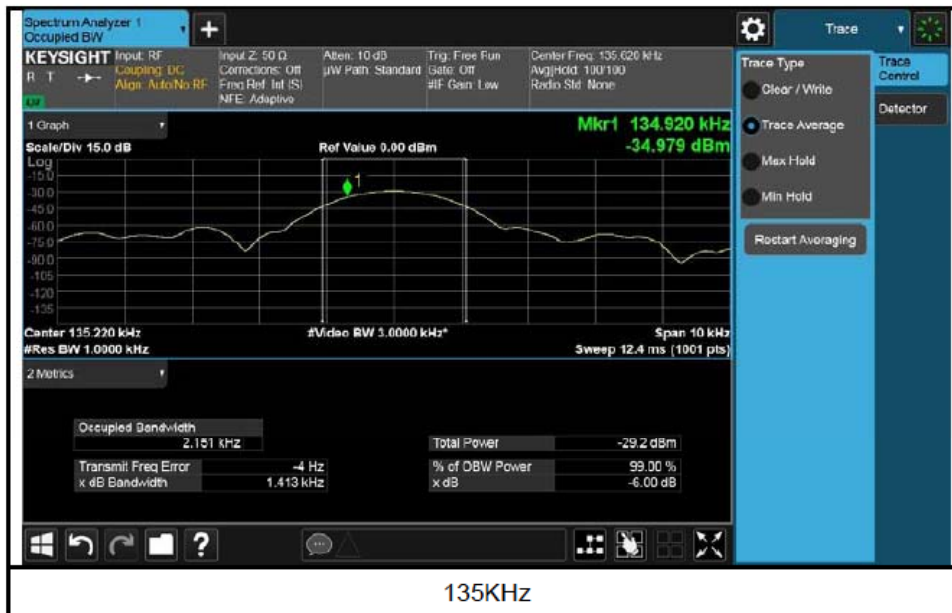 Spectrum Analyzer 1
Occupied BW
+
Trace
KEYSIGHT
R T
Input: RF
Coupling: DC
Align: Auto/No RF
Input Z: 50 Ω
Corrections: Off
Freq Ref: Int (S)
NFE: Adaptive
Atten: 10 dB
µW Path: Standard
Trig: Free Run
Gate: Off
#IF Gain: Low
Center Freq: 135.620 kHz
Avg|Hold: 100/100
Radio Std: None
1 Graph
Scale/Div 15.0 dB
Ref Value 0.00 dBm
Mkr1 134.920 kHz
-34.979 dBm
Log
-15.0
-30.0
-45.0
-60.0
-75.0
-90.0
-105
-120
-135
1
Center 135.220 kHz
#Video BW 3.0000 kHz*
Span 10 kHz
#Res BW 1.0000 kHz
Sweep 12.4 ms (1001 pts)
2 Metrics
Occupied Bandwidth
2.151 kHz
Total Power -29.2 dBm
Transmit Freq Error -4 Hz
% of OBW Power 99.00 %
x dB Bandwidth 1.413 kHz
x dB -6.00 dB
Trace Type
Clear / Write
Trace Average
Max Hold
Min Hold
Restart Averaging
Trace
Control
Detector
?
135KHz